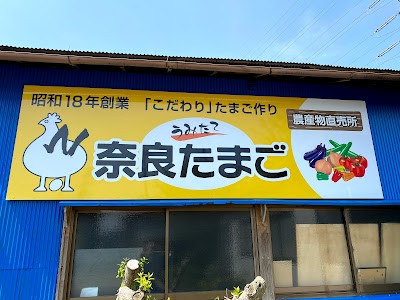 昭和18年創業 「こだわり」たまご作り
農産物直売所
うみたて
奈良たまご